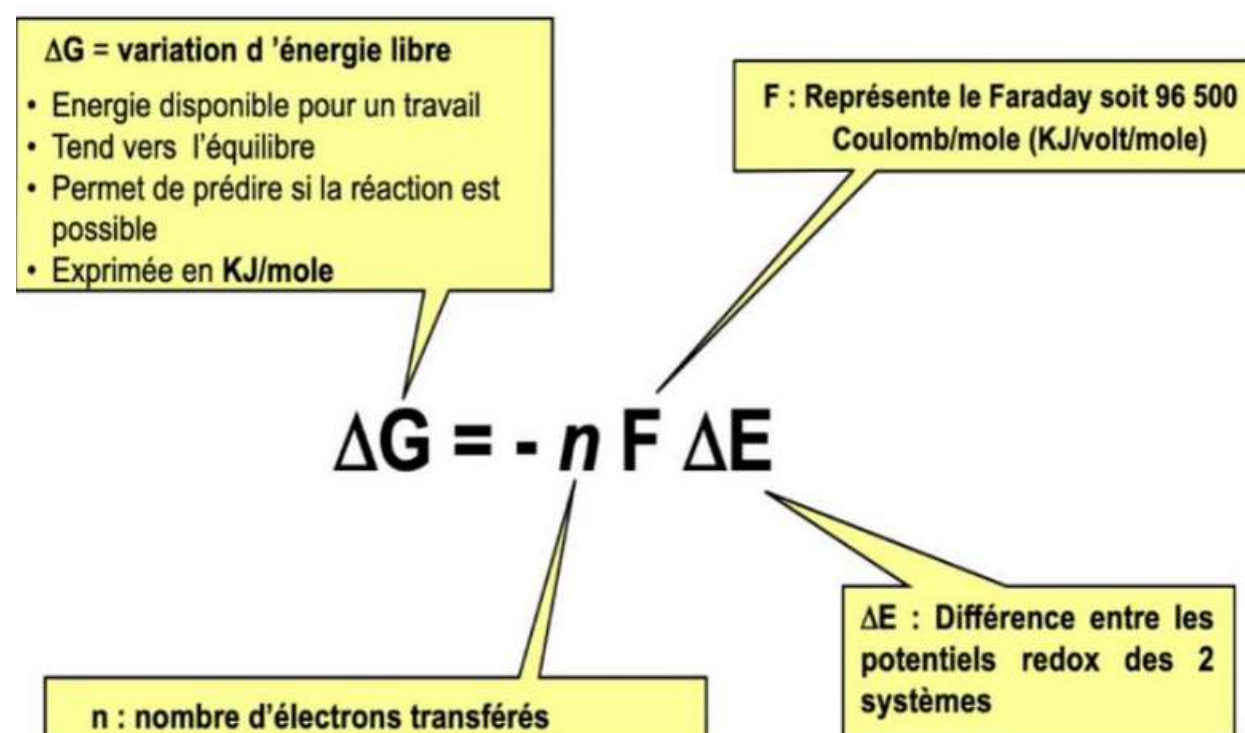 ΔG = variation d ’énergie libre
• Energie disponible pour un travail
• Tend vers l’équilibre
• Permet de prédire si la réaction est
possible
• Exprimée en KJ/mole
F : Représente le Faraday soit 96 500
Coulomb/mole (KJ/volt/mole)
ΔG = - n F ΔE
ΔE : Différence entre les
potentiels redox des 2
systèmes
n : nombre d’électrons transférés